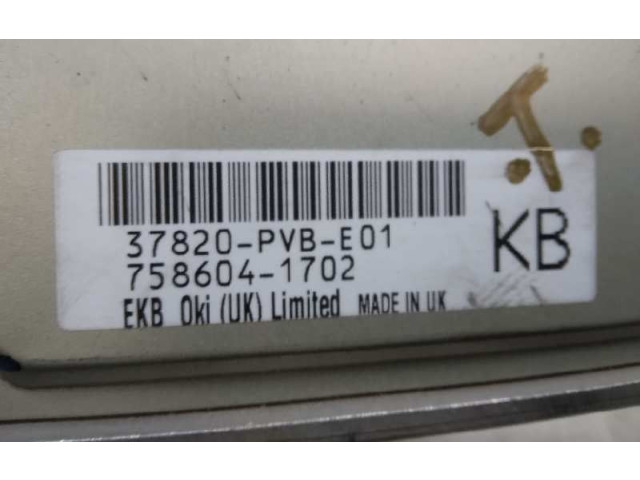 T.
37820-PVB-E01
KB
758604-1702
EKB Oki (UK) Limited MADE IN UK